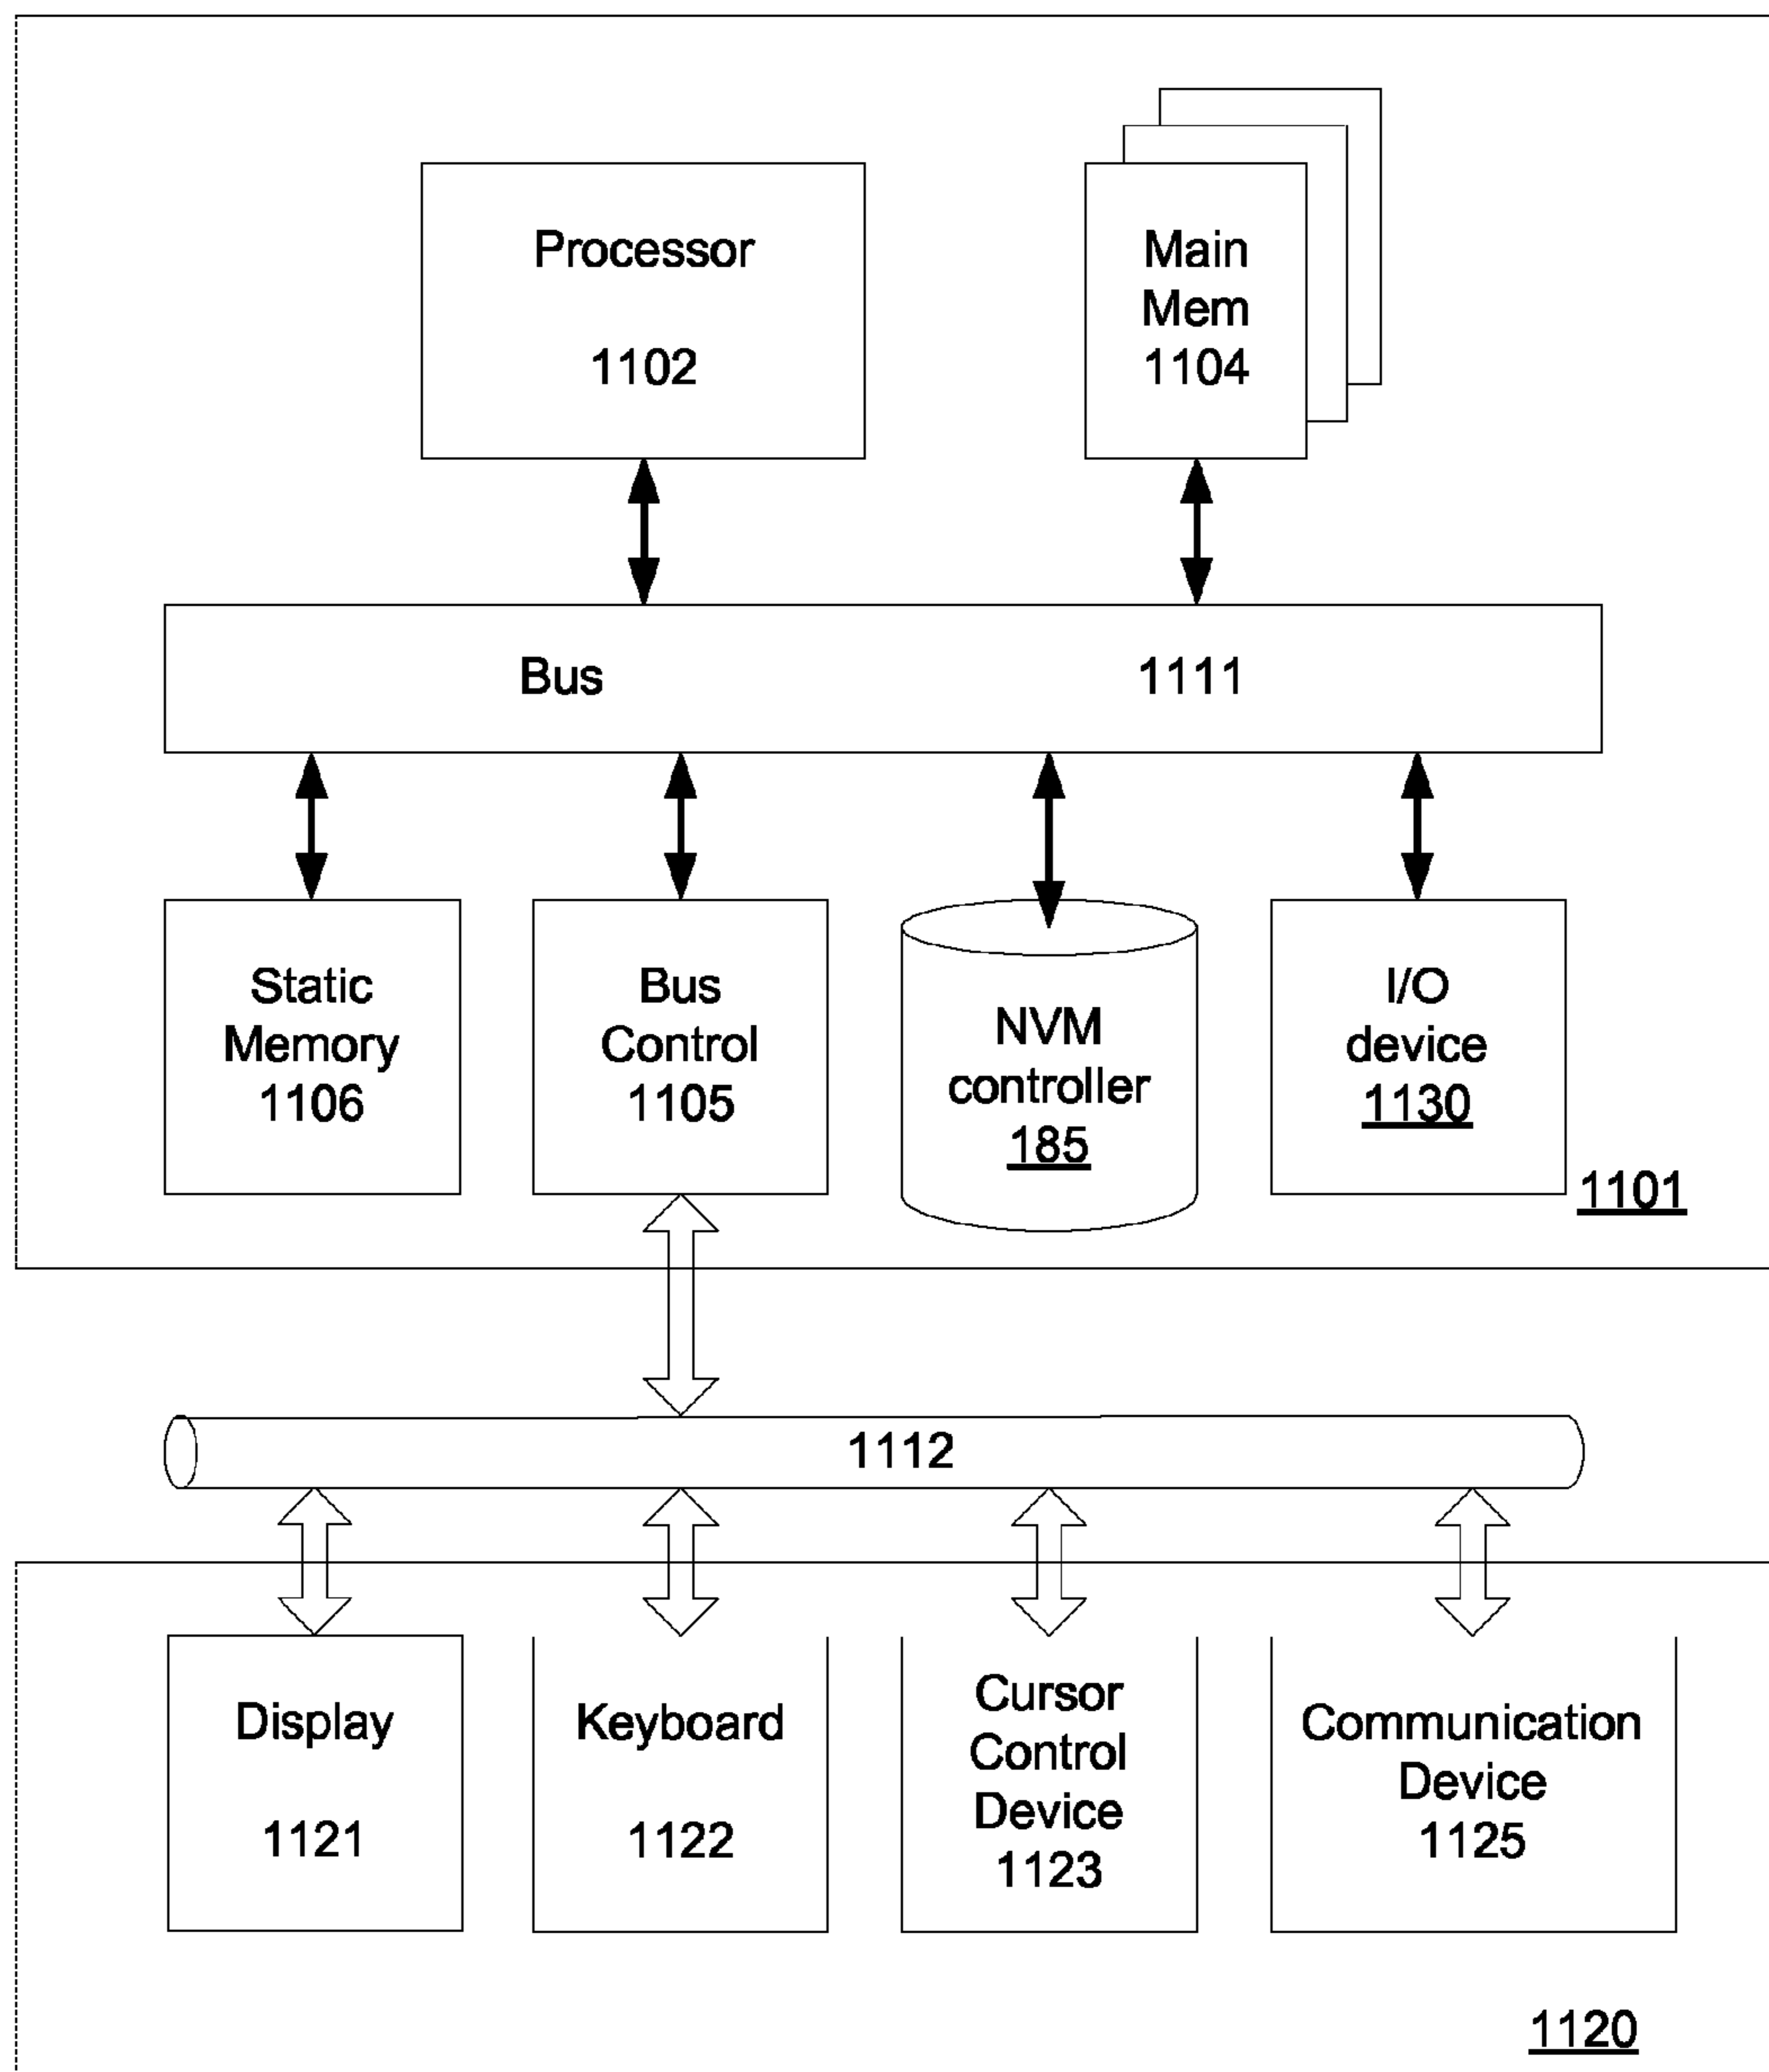 Processor
1102
Main
Mem
1104
Bus 1111
Static
Memory
1106
Bus
Control
1105
NVM
controller
185
I/O
device
1130
1101
1112
Display
1121
Keyboard
1122
Cursor
Control
Device
1123
Communication
Device
1125
1120